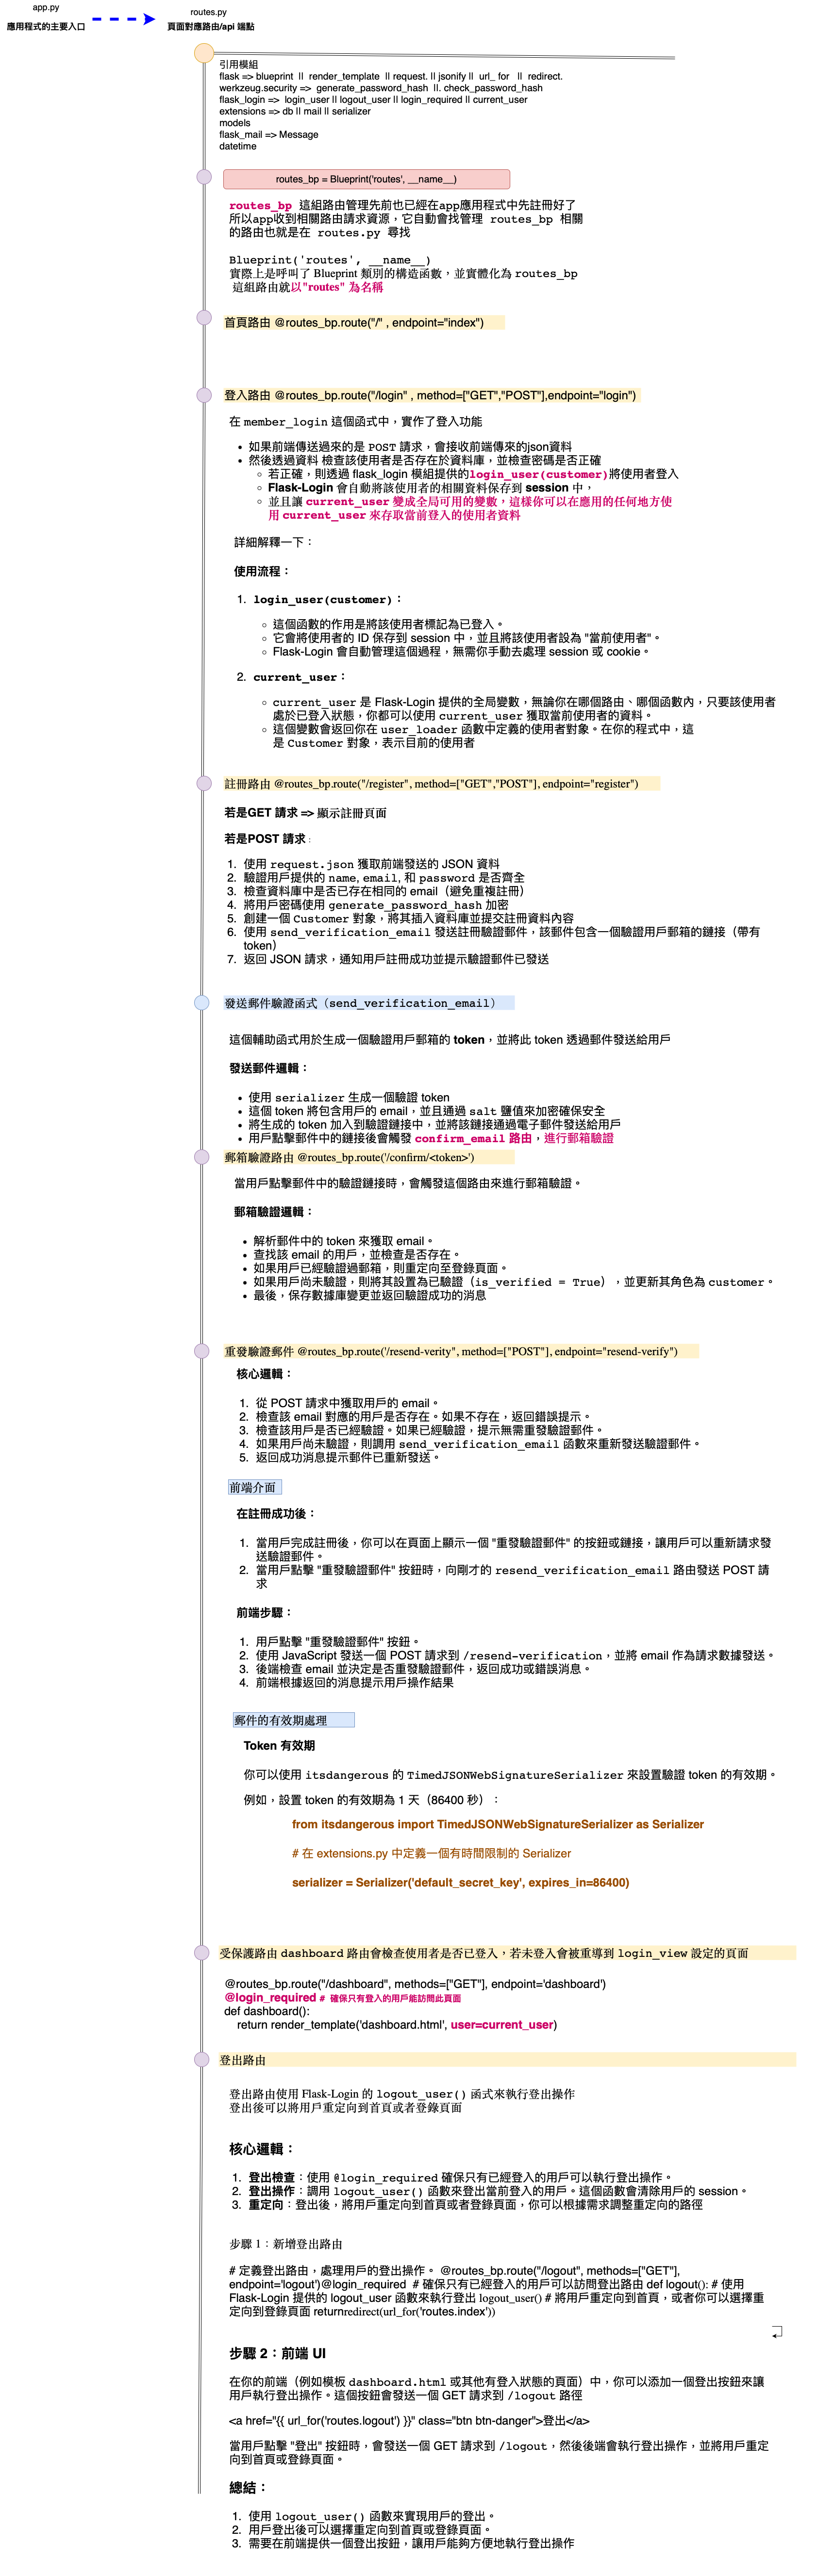 app.py
應用程式的主要入口
routes.py
頁面對應路由/api 端點
引用模組
flask => blueprint || render_template || request. || jsonify || url_ for || redirect.
werkzeug.security => generate_password_hash ||. check_password_hash
flask_login => login_user || logout_user || login_required || current_user
extensions => db || mail || serializer
models
flask_mail => Message
datetime
routes_bp = Blueprint('routes', __name__)
routes_bp 這組路由管理先前也已經在app應用程式中先註冊好了
所以app收到相關路由請求資源，它自動會找管理 routes_bp 相關
的路由也就是在 routes.py 尋找
Blueprint('routes', __name__)
實際上是呼叫了 Blueprint 類別的構造函數，並實體化為 routes_bp
這組路由就以"routes" 為名稱
首頁路由 @routes_bp.route("/" , endpoint="index")
登入路由 @routes_bp.route("/login" , method=["GET","POST"],endpoint="login")
在 member_login 這個函式中，實作了登入功能
• 如果前端傳送過來的是 POST 請求，會接收前端傳來的json資料
• 然後透過資料 檢查該使用者是否存在於資料庫，並檢查密碼是否正確
◦ 若正確，則透過 flask_login 模組提供的login_user(customer)將使用者登入
◦ Flask-Login 會自動將該使用者的相關資料保存到 session 中，
◦ 並且讓 current_user 變成全局可用的變數，這樣你可以在應用的任何地方使
用 current_user 來存取當前登入的使用者資料
詳細解釋一下：
使用流程：
1. login_user(customer)：
◦ 這個函數的作用是將該使用者標記為已登入。
◦ 它會將使用者的 ID 保存到 session 中，並且將該使用者設為 "當前使用者"。
◦ Flask-Login 會自動管理這個過程，無需你手動去處理 session 或 cookie。
2. current_user：
◦ current_user 是 Flask-Login 提供的全局變數，無論你在哪個路由、哪個函數內，只要該使用者
處於已登入狀態，你都可以使用 current_user 獲取當前使用者的資料。
◦ 這個變數會返回你在 user_loader 函數中定義的使用者對象。在你的程式中，這
是 Customer 對象，表示目前的使用者
註冊路由 @routes_bp.route("/register", method=["GET","POST"], endpoint="register")
若是GET 請求 => 顯示註冊頁面
若是POST 請求 :
1. 使用 request.json 獲取前端發送的 JSON 資料
2. 驗證用戶提供的 name, email, 和 password 是否齊全
3. 檢查資料庫中是否已存在相同的 email（避免重複註冊）
4. 將用戶密碼使用 generate_password_hash 加密
5. 創建一個 Customer 對象，將其插入資料庫並提交註冊資料內容
6. 使用 send_verification_email 發送註冊驗證郵件，該郵件包含一個驗證用戶郵箱的鏈接（帶有
token）
7. 返回 JSON 請求，通知用戶註冊成功並提示驗證郵件已發送
發送郵件驗證函式（send_verification_email）
這個輔助函式用於生成一個驗證用戶郵箱的 token，並將此 token 透過郵件發送給用戶
發送郵件邏輯：
• 使用 serializer 生成一個驗證 token
• 這個 token 將包含用戶的 email，並且通過 salt 鹽值來加密確保安全
• 將生成的 token 加入到驗證鏈接中，並將該鏈接通過電子郵件發送給用戶
• 用戶點擊郵件中的鏈接後會觸發 confirm_email 路由，進行郵箱驗證
郵箱驗證路由 @routes_bp.route('/confirm/<token>')
當用戶點擊郵件中的驗證鏈接時，會觸發這個路由來進行郵箱驗證。
郵箱驗證邏輯：
• 解析郵件中的 token 來獲取 email。
• 查找該 email 的用戶，並檢查是否存在。
• 如果用戶已經驗證過郵箱，則重定向至登錄頁面。
• 如果用戶尚未驗證，則將其設置為已驗證（is_verified = True），並更新其角色為 customer。
• 最後，保存數據庫變更並返回驗證成功的消息
重發驗證郵件 @routes_bp.route('/resend-verity", method=["POST"], endpoint="resend-verify")
核心邏輯：
1. 從 POST 請求中獲取用戶的 email。
2. 檢查該 email 對應的用戶是否存在。如果不存在，返回錯誤提示。
3. 檢查該用戶是否已經驗證。如果已經驗證，提示無需重發驗證郵件。
4. 如果用戶尚未驗證，則調用 send_verification_email 函數來重新發送驗證郵件。
5. 返回成功消息提示郵件已重新發送。
前端介面
在註冊成功後：
1. 當用戶完成註冊後，你可以在頁面上顯示一個 "重發驗證郵件" 的按鈕或鏈接，讓用戶可以重新請求發
送驗證郵件。
2. 當用戶點擊 "重發驗證郵件" 按鈕時，向剛才的 resend_verification_email 路由發送 POST 請
求
前端步驟：
1. 用戶點擊 "重發驗證郵件" 按鈕。
2. 使用 JavaScript 發送一個 POST 請求到 /resend-verification，並將 email 作為請求數據發送。
3. 後端檢查 email 並決定是否重發驗證郵件，返回成功或錯誤消息。
4. 前端根據返回的消息提示用戶操作結果
郵件的有效期處理
Token 有效期
你可以使用 itsdangerous 的 TimedJSONWebSignatureSerializer 來設置驗證 token 的有效期。
例如，設置 token 的有效期為 1 天（86400 秒）：
from itsdangerous import TimedJSONWebSignatureSerializer as Serializer
# 在 extensions.py 中定義一個有時間限制的 Serializer
serializer = Serializer('default_secret_key', expires_in=86400)
受保護路由 dashboard 路由會檢查使用者是否已登入，若未登入會被重導到 login_view 設定的頁面
@routes_bp.route("/dashboard", methods=["GET"], endpoint='dashboard')
@login_required # 確保只有登入的用戶能訪問此頁面
def dashboard():
return render_template('dashboard.html', user=current_user)
登出路由
登出路由使用 Flask-Login 的 logout_user() 函式來執行登出操作
登出後可以將用戶重定向到首頁或者登錄頁面
核心邏輯：
1. 登出檢查：使用 @login_required 確保只有已經登入的用戶可以執行登出操作。
2. 登出操作：調用 logout_user() 函數來登出當前登入的用戶。這個函數會清除用戶的 session。
3. 重定向：登出後，將用戶重定向到首頁或者登錄頁面，你可以根據需求調整重定向的路徑
步驟 1：新增登出路由
# 定義登出路由，處理用戶的登出操作。 @routes_bp.route("/logout", methods=["GET"],
endpoint='logout')@login_required # 確保只有已經登入的用戶可以訪問登出路由 def logout(): # 使用
Flask-Login 提供的 logout_user 函數來執行登出 logout_user() # 將用戶重定向到首頁，或者你可以選擇重
定向到登錄頁面 returnredirect(url_for('routes.index'))
步驟 2：前端 UI
在你的前端（例如模板 dashboard.html 或其他有登入狀態的頁面）中，你可以添加一個登出按鈕來讓
用戶執行登出操作。這個按鈕會發送一個 GET 請求到 /logout 路徑
<a href="{{ url_for('routes.logout') }}" class="btn btn-danger">登出</a>
當用戶點擊 "登出" 按鈕時，會發送一個 GET 請求到 /logout，然後後端會執行登出操作，並將用戶重定
向到首頁或登錄頁面。
總結：
1. 使用 logout_user() 函數來實現用戶的登出。
2. 用戶登出後可以選擇重定向到首頁或登錄頁面。
3. 需要在前端提供一個登出按鈕，讓用戶能夠方便地執行登出操作